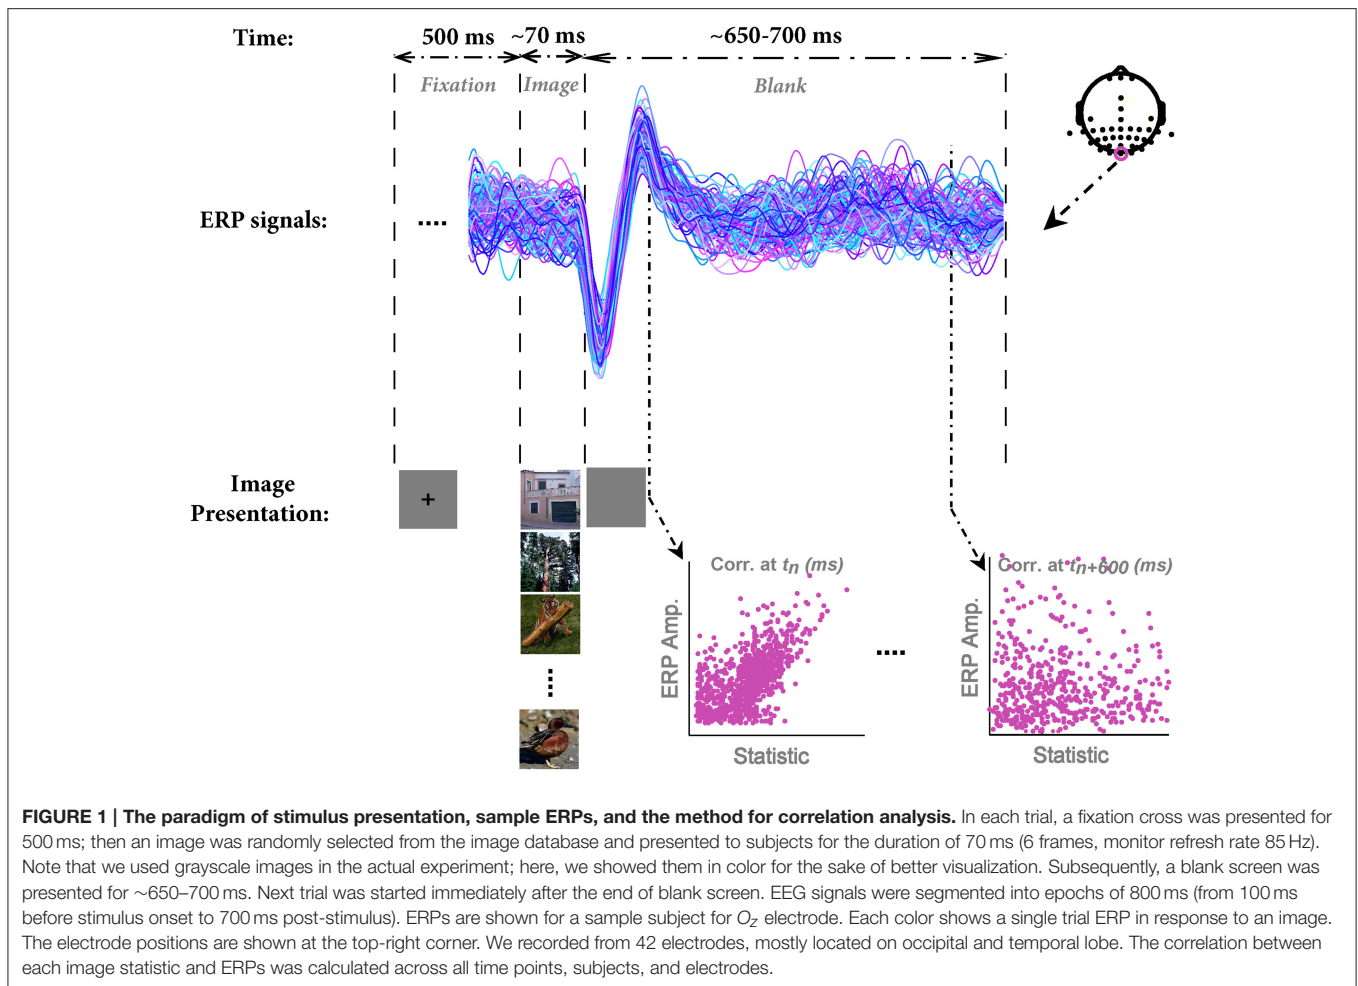 Time:
500 ms
~70 ms
~650-700 ms
Fixation
Image
Blank
ERP signals:
Image
Presentation:
+
Corr. at tn (ms)
ERP Amp.
Statistic
Corr. at tn+600 (ms)
ERP Amp.
Statistic
FIGURE 1 | The paradigm of stimulus presentation, sample ERPs, and the method for correlation analysis. In each trial, a fixation cross was presented for
500 ms; then an image was randomly selected from the image database and presented to subjects for the duration of 70 ms (6 frames, monitor refresh rate 85 Hz).
Note that we used grayscale images in the actual experiment; here, we showed them in color for the sake of better visualization. Subsequently, a blank screen was
presented for ~650–700 ms. Next trial was started immediately after the end of blank screen. EEG signals were segmented into epochs of 800 ms (from 100 ms
before stimulus onset to 700 ms post-stimulus). ERPs are shown for a sample subject for Oz electrode. Each color shows a single trial ERP in response to an image.
The electrode positions are shown at the top-right corner. We recorded from 42 electrodes, mostly located on occipital and temporal lobe. The correlation between
each image statistic and ERPs was calculated across all time points, subjects, and electrodes.